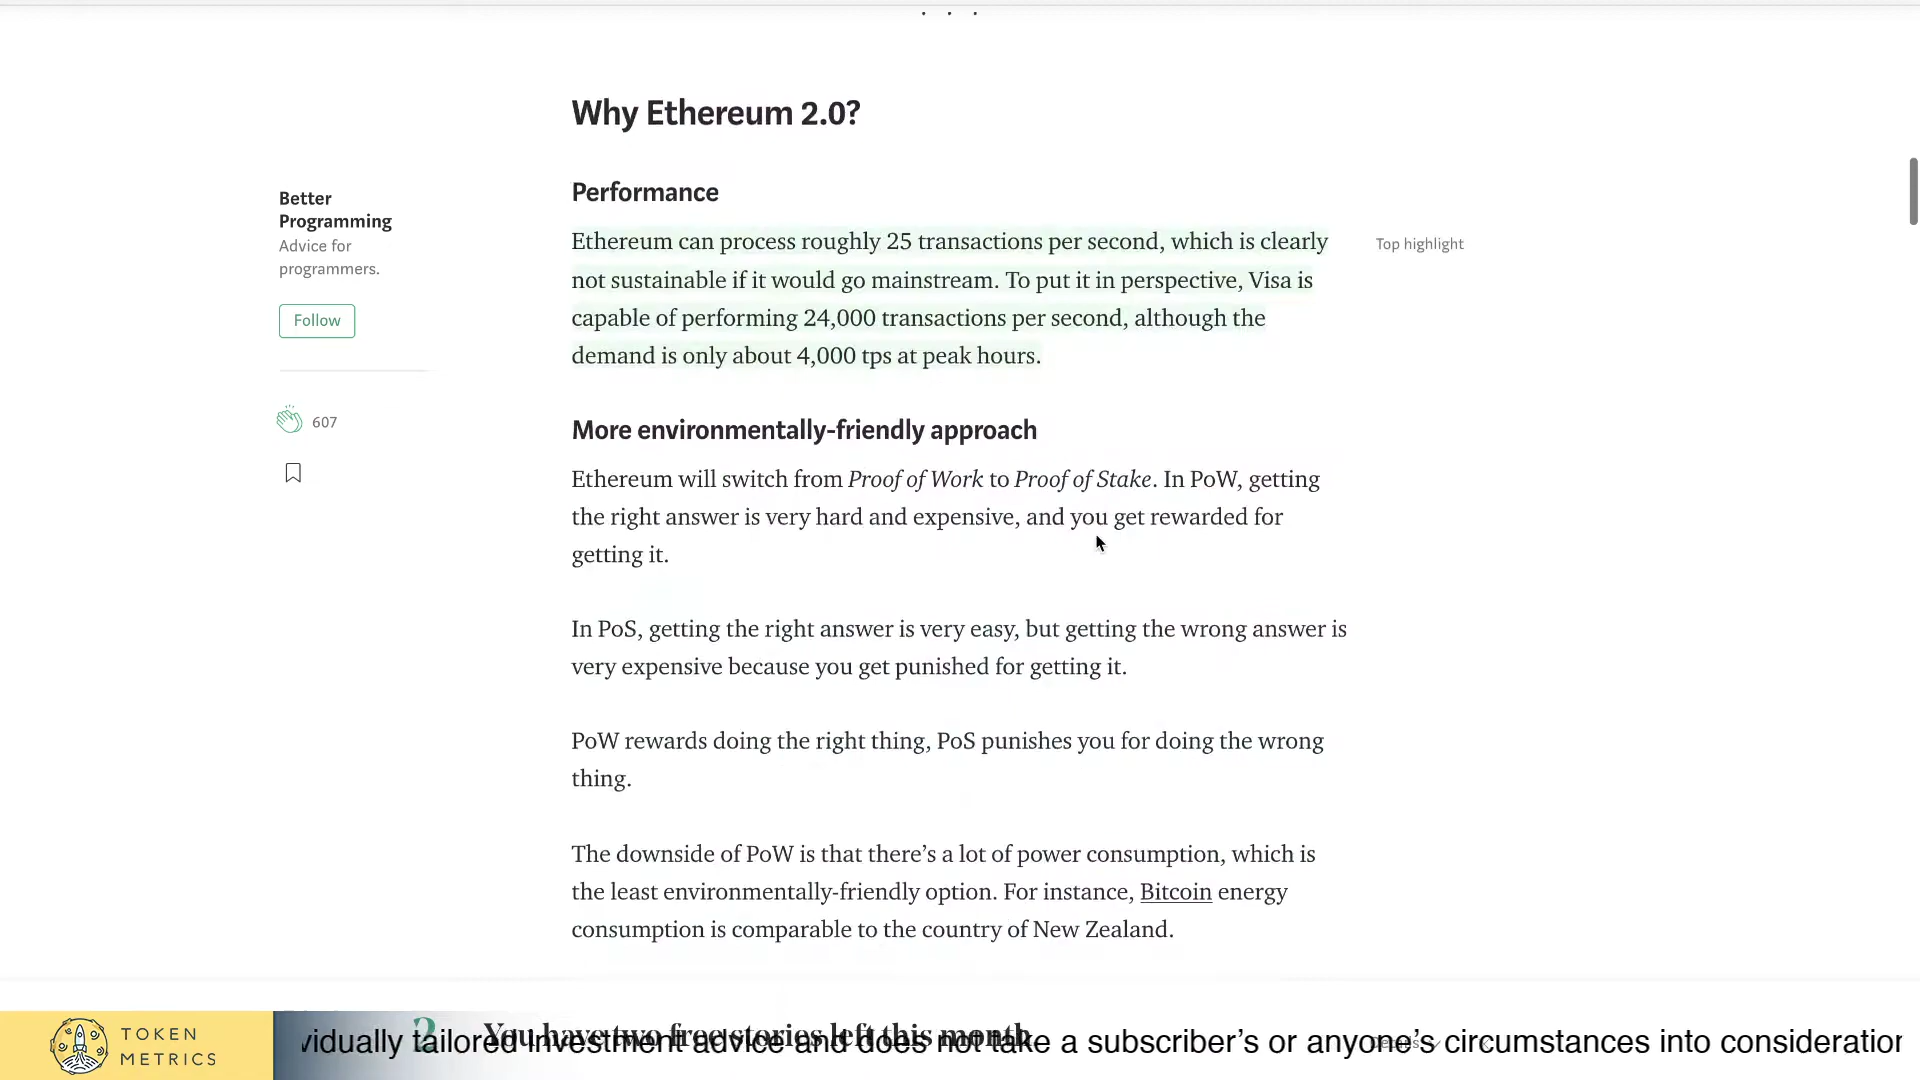 Why Ethereum 2.0?
Performance
Ethereum can process roughly 25 transactions per second, which is clearly
not sustainable if it would go mainstream. To put it in perspective, Visa is
capable of performing 24,000 transactions per second, although the
demand is only about 4,000 tps at peak hours.
Top highlight
Better
Programming
Advice for
programmers.
Follow
607
More environmentally-friendly approach
Ethereum will switch from Proof of Work to Proof of Stake. In PoW, getting
the right answer is very hard and expensive, and you get rewarded for
getting it.
In PoS, getting the right answer is very easy, but getting the wrong answer is
very expensive because you get punished for getting it.
PoW rewards doing the right thing, PoS punishes you for doing the wrong
thing.
The downside of PoW is that there’s a lot of power consumption, which is
the least environmentally-friendly option. For instance, Bitcoin energy
consumption is comparable to the country of New Zealand.
TOKEN
METRICS
2 You have two free stories left this month.
vidually tailored investment advice and does not take a subscriber’s or anyone’s circumstances into consideration